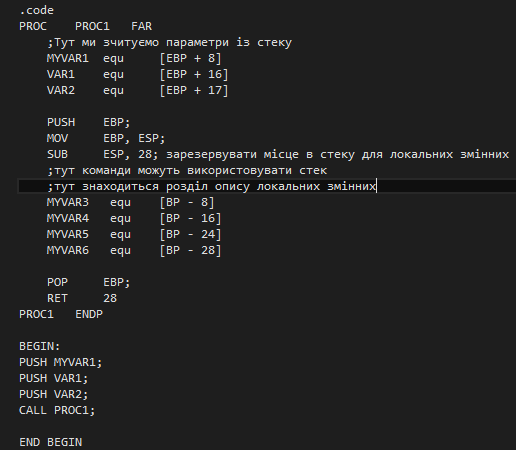 .code
PROC PROC1 FAR
;Тут ми зчитуємо параметри із стеку
MYVAR1 equ [EBP + 8]
VAR1 equ [EBP + 16]
VAR2 equ [EBP + 17]
PUSH EBP;
MOV EBP, ESP;
SUB ESP, 28; зарезервувати місце в стеку для локальних змінних
;тут команди можуть використовувати стек
;тут знаходиться розділ опису локальних змінних
MYVAR3 equ [BP - 8]
MYVAR4 equ [BP - 16]
MYVAR5 equ [BP - 24]
MYVAR6 equ [BP - 28]
POP EBP;
RET 28
PROC1 ENDP
BEGIN:
PUSH MYVAR1;
PUSH VAR1;
PUSH VAR2;
CALL PROC1;
END BEGIN